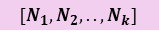 [N₁, N₂, . . , Nₖ]